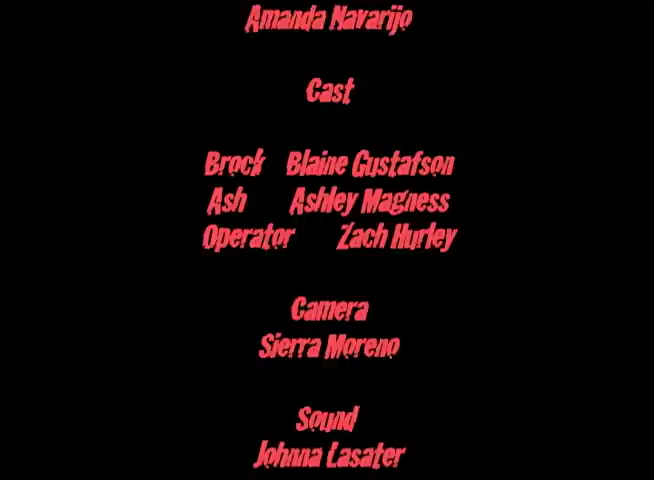 Amanda Navarijo
Cast
Brock Blaine Gustafson
Ash Ashley Magness
Operator Zach Hurley
Camera
Sierra Moreno
Sound
Johnna Lasater